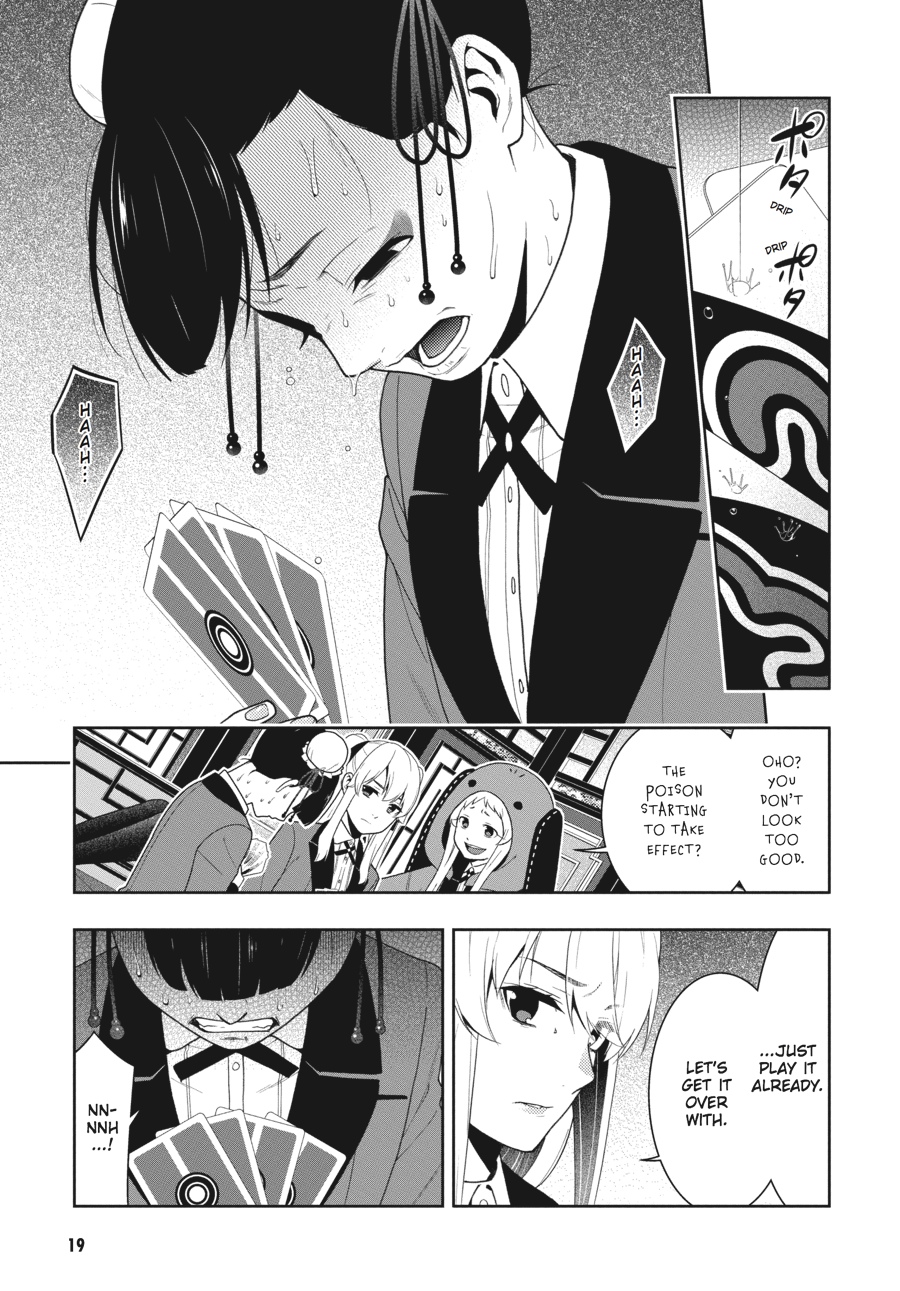 ポタ
DRIP
DRIP
ポタ
HAAH...
HAAH...
OHO?
YOU
DON'T
LOOK
TOO
GOOD.
THE
POISON
STARTING
TO TAKE
EFFECT?
...JUST
PLAY IT
ALREADY.
LET'S
GET IT
OVER
WITH.
NN-
NNH
...!
19